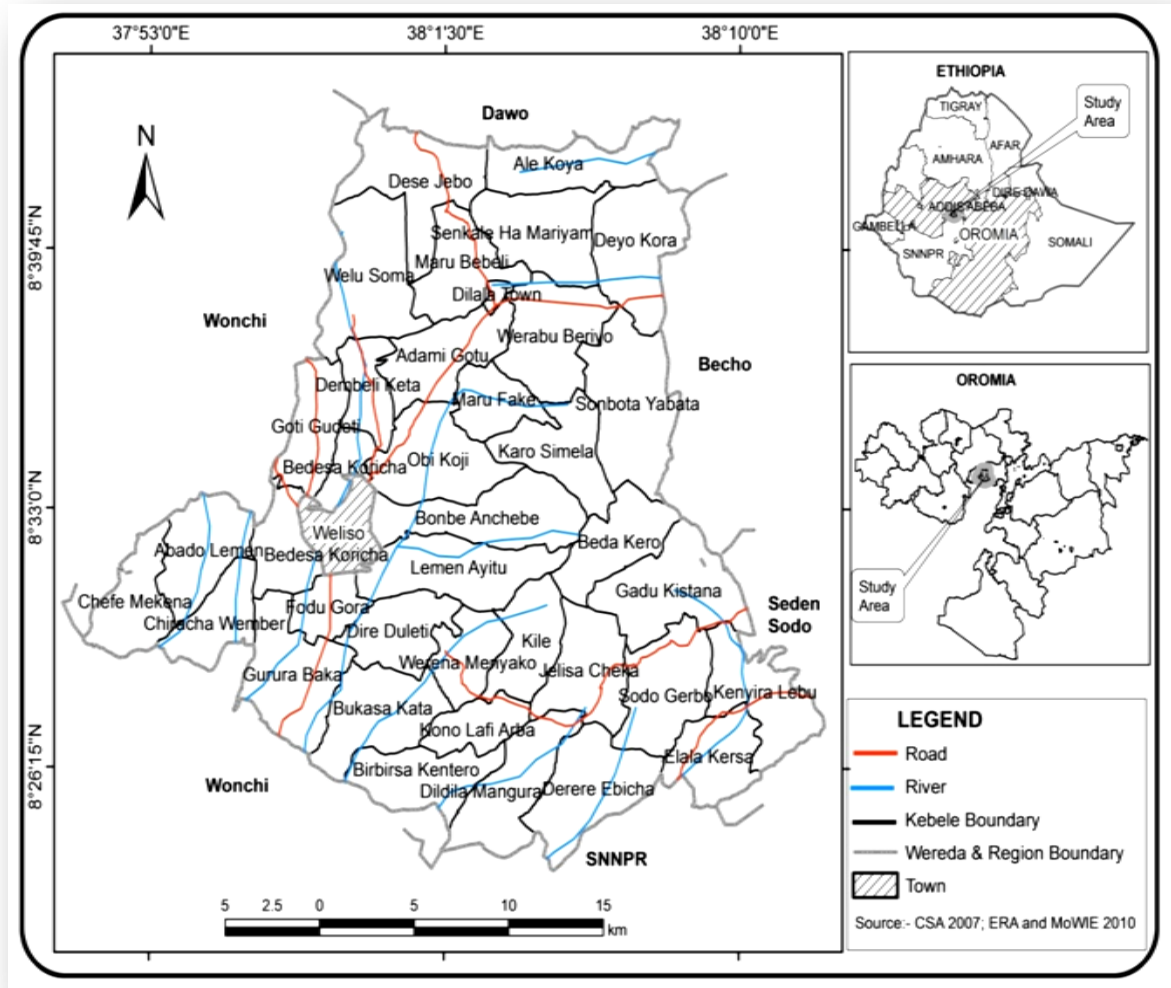 37°53'0"E
38°1'30"E
38°10'0"E
8°39'45"N
8°33'0"N
8°26'15"N
N
Dawo
Ale Koya
Dese Jebo
Senkale Ha Mariyam
Deyo Kora
Maru Bebeli
Welu Soma
Dilala Town
Wonchi
Werabu Beriyo
Adami Gotu
Becho
Dembeli Keta
Maru Fake
Sonbota Yabata
Goti Gudeti
Karo Simela
Obi Koji
Bedesa Koricha
Bonbe Anchebe
Weliso
Beda Kero
Abado Lemen
Bedesa Koricha
Lemen Ayitu
Gadu Kistana
Chefe Mekena
Fodu Gora
Seden
Sodo
Chiracha Wember
Dire Duleti
Kile
Werena Menyako
Jelisa Cheka
Gurura Baka
Sodo Gerbo
Kenyira Lebu
Bukasa Kata
Kono Lafi Arba
Elala Kersa
Birbirsa Kentero
Wonchi
Dildila Mangura
Derere Ebicha
SNNPR
5 2.5 0 5 10 15
km
ETHIOPIA
TIGRAY
Study
Area
AFAR
AMHARA
DIRE DAWA
ADDIS ABEBA
GAMBELLA
OROMIA
SOMALI
SNNPR
OROMIA
Study
Area
LEGEND
Road
River
Kebele Boundary
Wereda & Region Boundary
Town
Source:- CSA 2007; ERA and MoWIE 2010